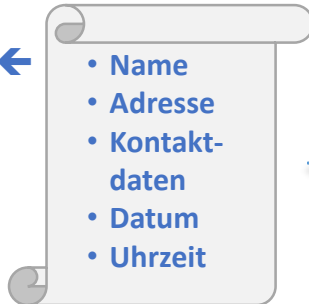 • Name
• Adresse
• Kontakt-
daten
• Datum
• Uhrzeit